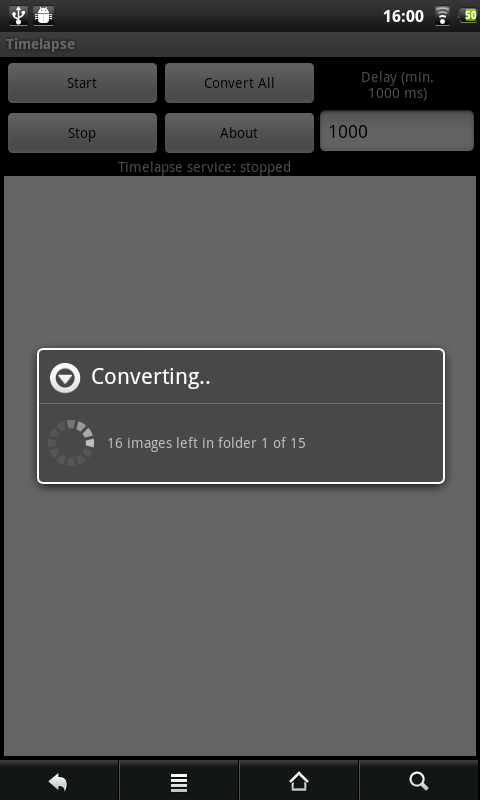 16:00
50
Timelapse
Start
Convert All
Delay (min.
1000 ms)
Stop
About
1000
Timelapse service: stopped
Converting..
16 images left in folder 1 of 15